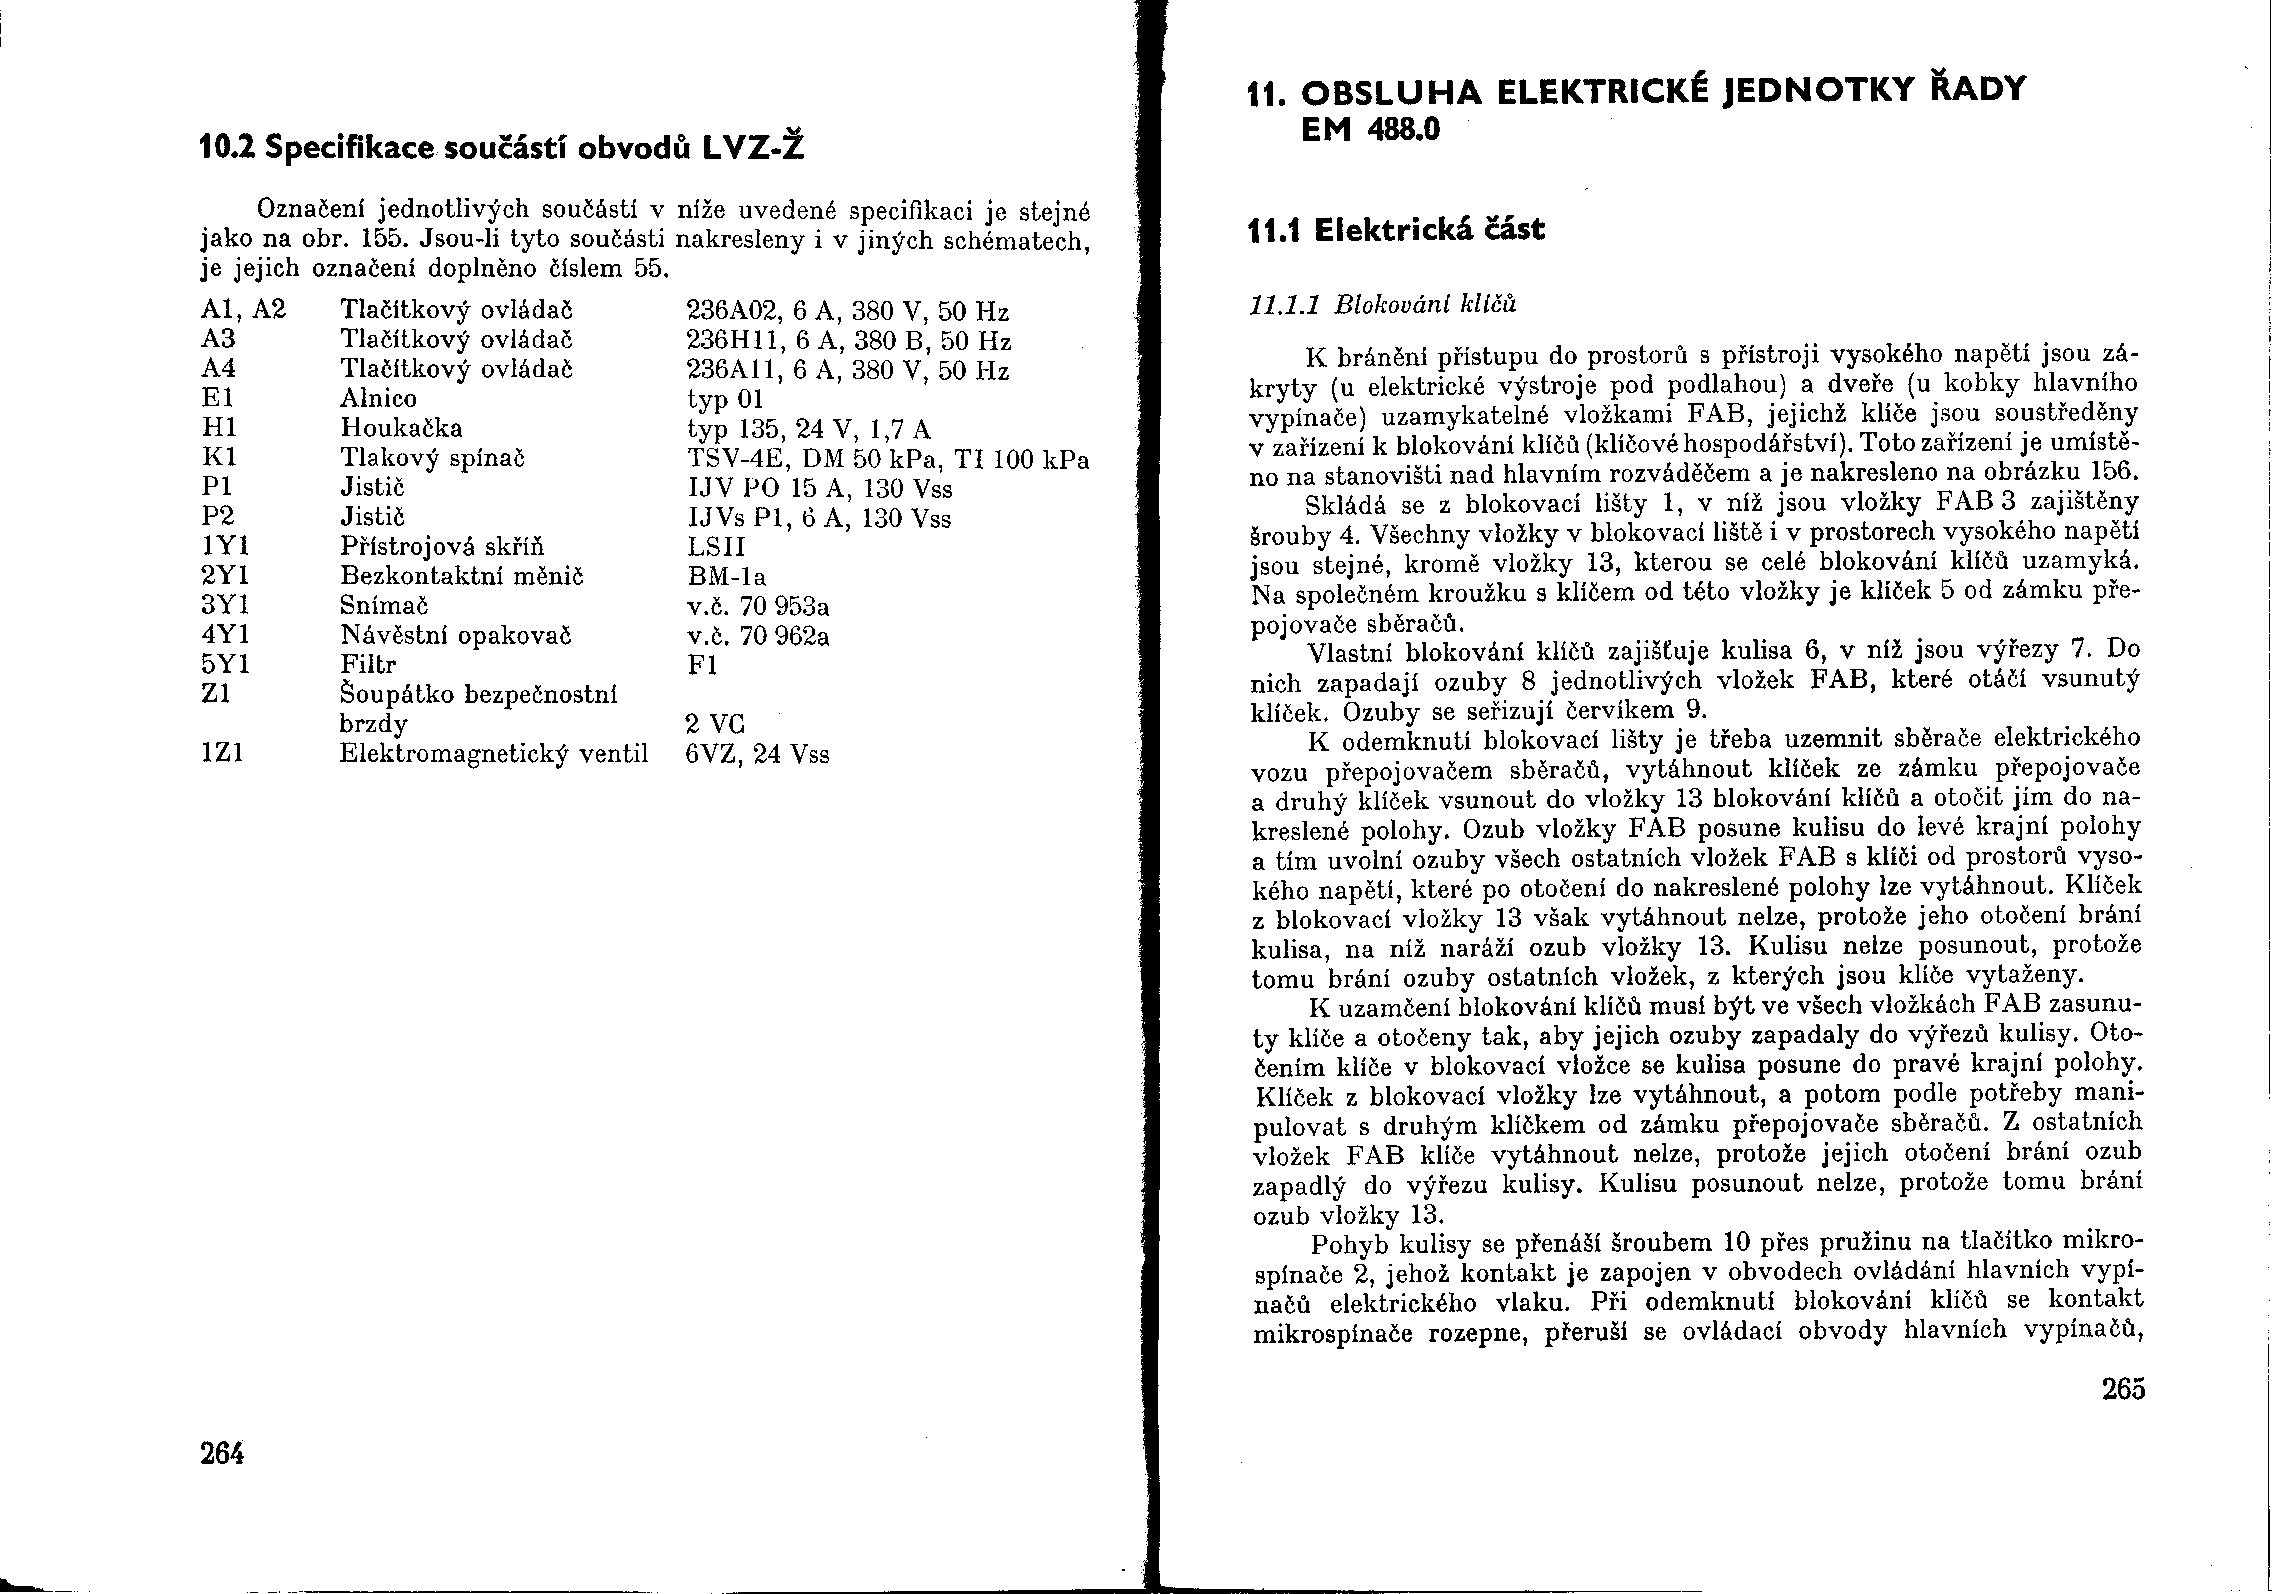 10.2 Specifikace součástí obvodů LVZ-Ž
Označení jednotlivých součástí v níže uvedené specifikaci je stejné
jako na obr. 155. Jsou-li tyto součásti nakresleny i v jiných schématech,
je jejich označení doplněno číslem 55.
A1, A2 Tlačítkový ovládač 236A02, 6 A, 380 V, 50 Hz
A3 Tlačítkový ovládač 236H11, 6 A, 380 B, 50 Hz
A4 Tlačítkový ovládač 236A11, 6 A, 380 V, 50 Hz
E1 Alnico typ 01
H1 Houkačka typ 135, 24 V, 1,7 A
K1 Tlakový spínač TSV-4E, DM 50 kPa, TI 100 kPa
P1 Jistič IJV PO 15 A, 130 Vss
P2 Jistič IJVs P1, 6 A, 130 Vss
1Y1 Přístrojová skříň LSII
2Y1 Bezkontaktní měnič BM-1a
3Y1 Snímač v.č. 70 953a
4Y1 Návěstní opakovač v.č. 70 962a
5Y1 Filtr F1
Z1 Šoupátko bezpečnostní
brzdy 2 VG
1Z1 Elektromagnetický ventil 6VZ, 24 Vss
264
11. OBSLUHA ELEKTRICKÉ JEDNOTKY ŘADY
EM 488.0
11.1 Elektrická část
11.1.1 Blokování klíčů
K bránění přístupu do prostorů s přístroji vysokého napětí jsou zá-
kryty (u elektrické výstroje pod podlahou) a dveře (u kobky hlavního
vypínače) uzamykatelné vložkami FAB, jejichž klíče jsou soustředěny
v zařízení k blokování klíčů (klíčové hospodářství). Toto zařízení je umístě-
no na stanovišti nad hlavním rozváděčem a je nakresleno na obrázku 156.
Skládá se z blokovací lišty 1, v níž jsou vložky FAB 3 zajištěny
šrouby 4. Všechny vložky v blokovací liště i v prostorech vysokého napětí
jsou stejné, kromě vložky 13, kterou se celé blokování klíčů uzamyká.
Na společném kroužku s klíčem od této vložky je klíček 5 od zámku pře-
pojovače sběračů.
Vlastní blokování klíčů zajišťuje kulisa 6, v níž jsou výřezy 7. Do
nich zapadají ozuby 8 jednotlivých vložek FAB, které otáčí vsunutý
klíček. Ozuby se seřizují červíkem 9.
K odemknutí blokovací lišty je třeba uzemnit sběrače elektrického
vozu přepojovačem sběračů, vytáhnout klíček ze zámku přepojovače
a druhý klíček vsunout do vložky 13 blokování klíčů a otočit jím do na-
kreslené polohy. Ozub vložky FAB posune kulisu do levé krajní polohy
a tím uvolní ozuby všech ostatních vložek FAB s klíči od prostorů vyso-
kého napětí, které po otočení do nakreslené polohy lze vytáhnout. Klíček
z blokovací vložky 13 však vytáhnout nelze, protože jeho otočení brání
kulisa, na níž naráží ozub vložky 13. Kulisu nelze posunout, protože
tomu brání ozuby ostatních vložek, z kterých jsou klíče vytaženy.
K uzamčení blokování klíčů musí být ve všech vložkách FAB zasunu-
ty klíče a otočeny tak, aby jejich ozuby zapadaly do výřezů kulisy. Oto-
čením klíče v blokovací vložce se kulisa posune do pravé krajní polohy.
Klíček z blokovací vložky lze vytáhnout, a potom podle potřeby mani-
pulovat s druhým klíčkem od zámku přepojovače sběračů. Z ostatních
vložek FAB klíče vytáhnout nelze, protože jejich otočení brání ozub
zapadlý do výřezu kulisy. Kulisu posunout nelze, protože tomu brání
ozub vložky 13.
Pohyb kulisy se přenáší šroubem 10 přes pružinu na tlačítko mikro-
spínače 2, jehož kontakt je zapojen v obvodech ovládání hlavních vypí-
načů elektrického vlaku. Při odemknutí blokování klíčů se kontakt
mikrospínače rozepne, přeruší se ovládací obvody hlavních vypínačů,
265